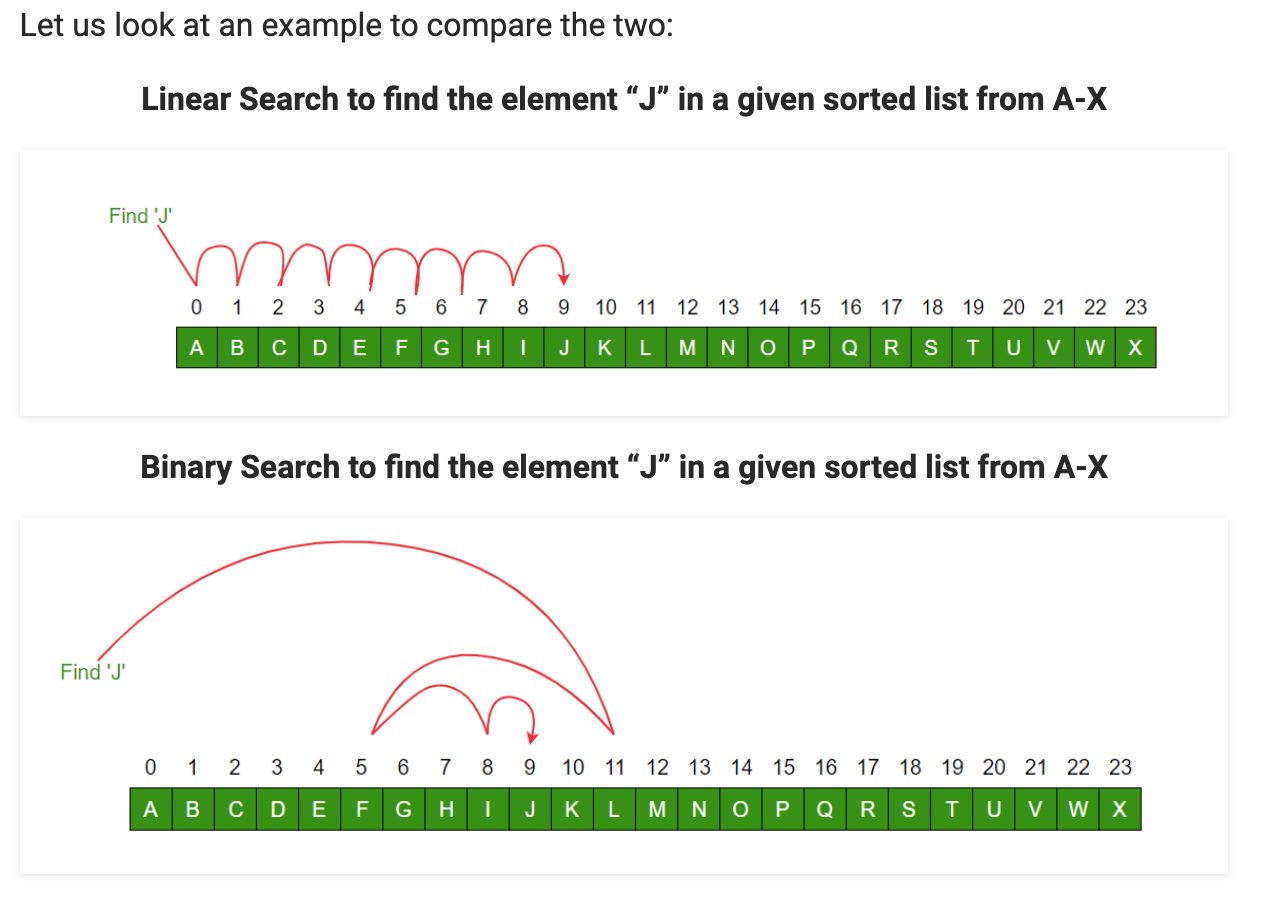 Let us look at an example to compare the two:
Linear Search to find the element “J” in a given sorted list from A-X
Find 'J'
0 1 2 3 4 5 6 7 8 9 10 11 12 13 14 15 16 17 18 19 20 21 22 23
A B C D E F G H I J K L M N O P Q R S T U V W X
Binary Search to find the element “J” in a given sorted list from A-X
Find 'J'
0 1 2 3 4 5 6 7 8 9 10 11 12 13 14 15 16 17 18 19 20 21 22 23
A B C D E F G H I J K L M N O P Q R S T U V W X